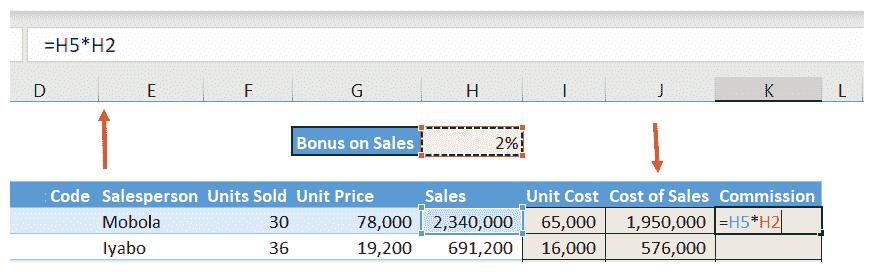 =H5*H2
D E F G H I J K L
Bonus on Sales 2%
Code Salesperson Units Sold Unit Price Sales Unit Cost Cost of Sales Commission
Mobola 30 78,000 2,340,000 65,000 1,950,000 =H5*H2
Iyabo 36 19,200 691,200 16,000 576,000